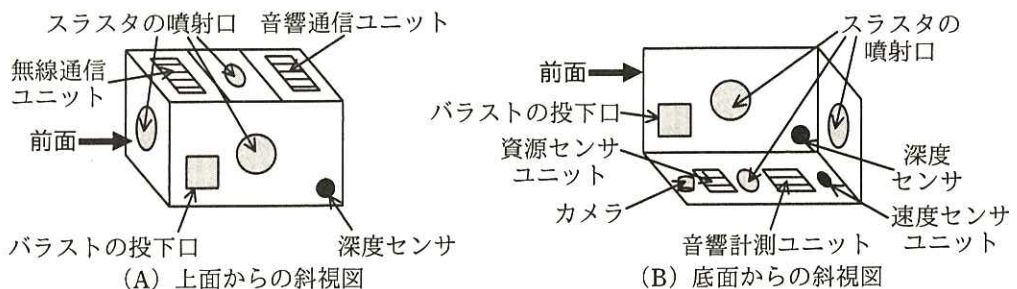 スラスタの噴射口
音響通信ユニット
無線通信
ユニット
前面
バラストの投下口
深度センサ
(A) 上面からの斜視図
スラスタの
噴射口
前面
バラストの投下口
資源センサ
ユニット
カメラ
音響計測ユニット
深度
センサ
速度センサ
ユニット
(B) 底面からの斜視図